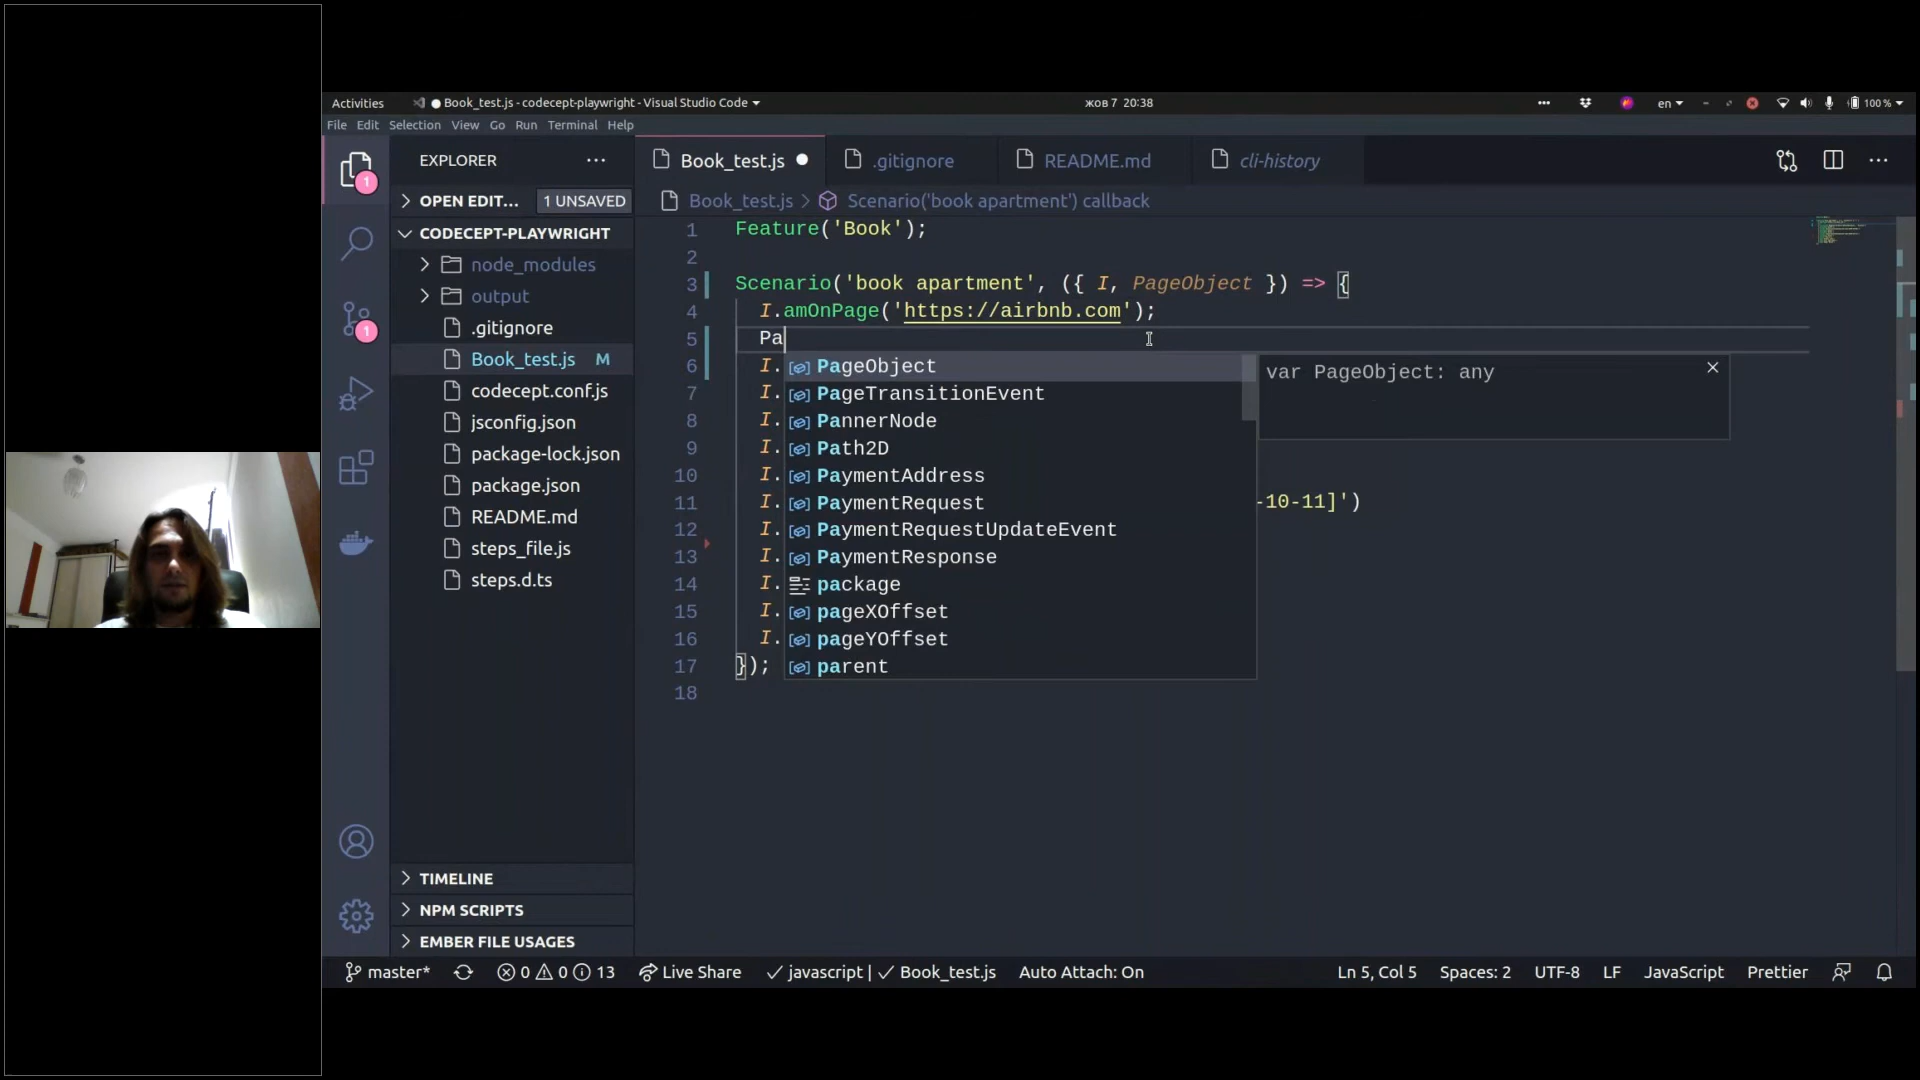 Activities
Book_test.js - codecept-playwright - Visual Studio Code
жов 7 20:38
en
100 %
File Edit Selection View Go Run Terminal Help
EXPLORER
Book_test.js
.gitignore
README.md
cli-history
1
OPEN EDIT...
1 UNSAVED
Book_test.js > Scenario('book apartment') callback
CODECEPT-PLAYWRIGHT
node_modules
output
.gitignore
Book_test.js M
codecept.conf.js
jsconfig.json
package-lock.json
package.json
README.md
steps_file.js
steps.d.ts
1
1 Feature('Book');
2
3 Scenario('book apartment', ({ I, PageObject }) => {
4 I.amOnPage('https://airbnb.com');
5 Pa
6 I.
7 I.
8 I.
9 I.
10 I.
11 I. -10-11]')
12 I.
13 I.
14 I.
15 I.
16 I.
17 });
18
PageObject
PageTransitionEvent
PannerNode
Path2D
PaymentAddress
PaymentRequest
PaymentRequestUpdateEvent
PaymentResponse
package
pageXOffset
pageYOffset
parent
var PageObject: any
TIMELINE
NPM SCRIPTS
EMBER FILE USAGES
master* 0 0 13 Live Share javascript | Book_test.js Auto Attach: On Ln 5, Col 5 Spaces: 2 UTF-8 LF JavaScript Prettier